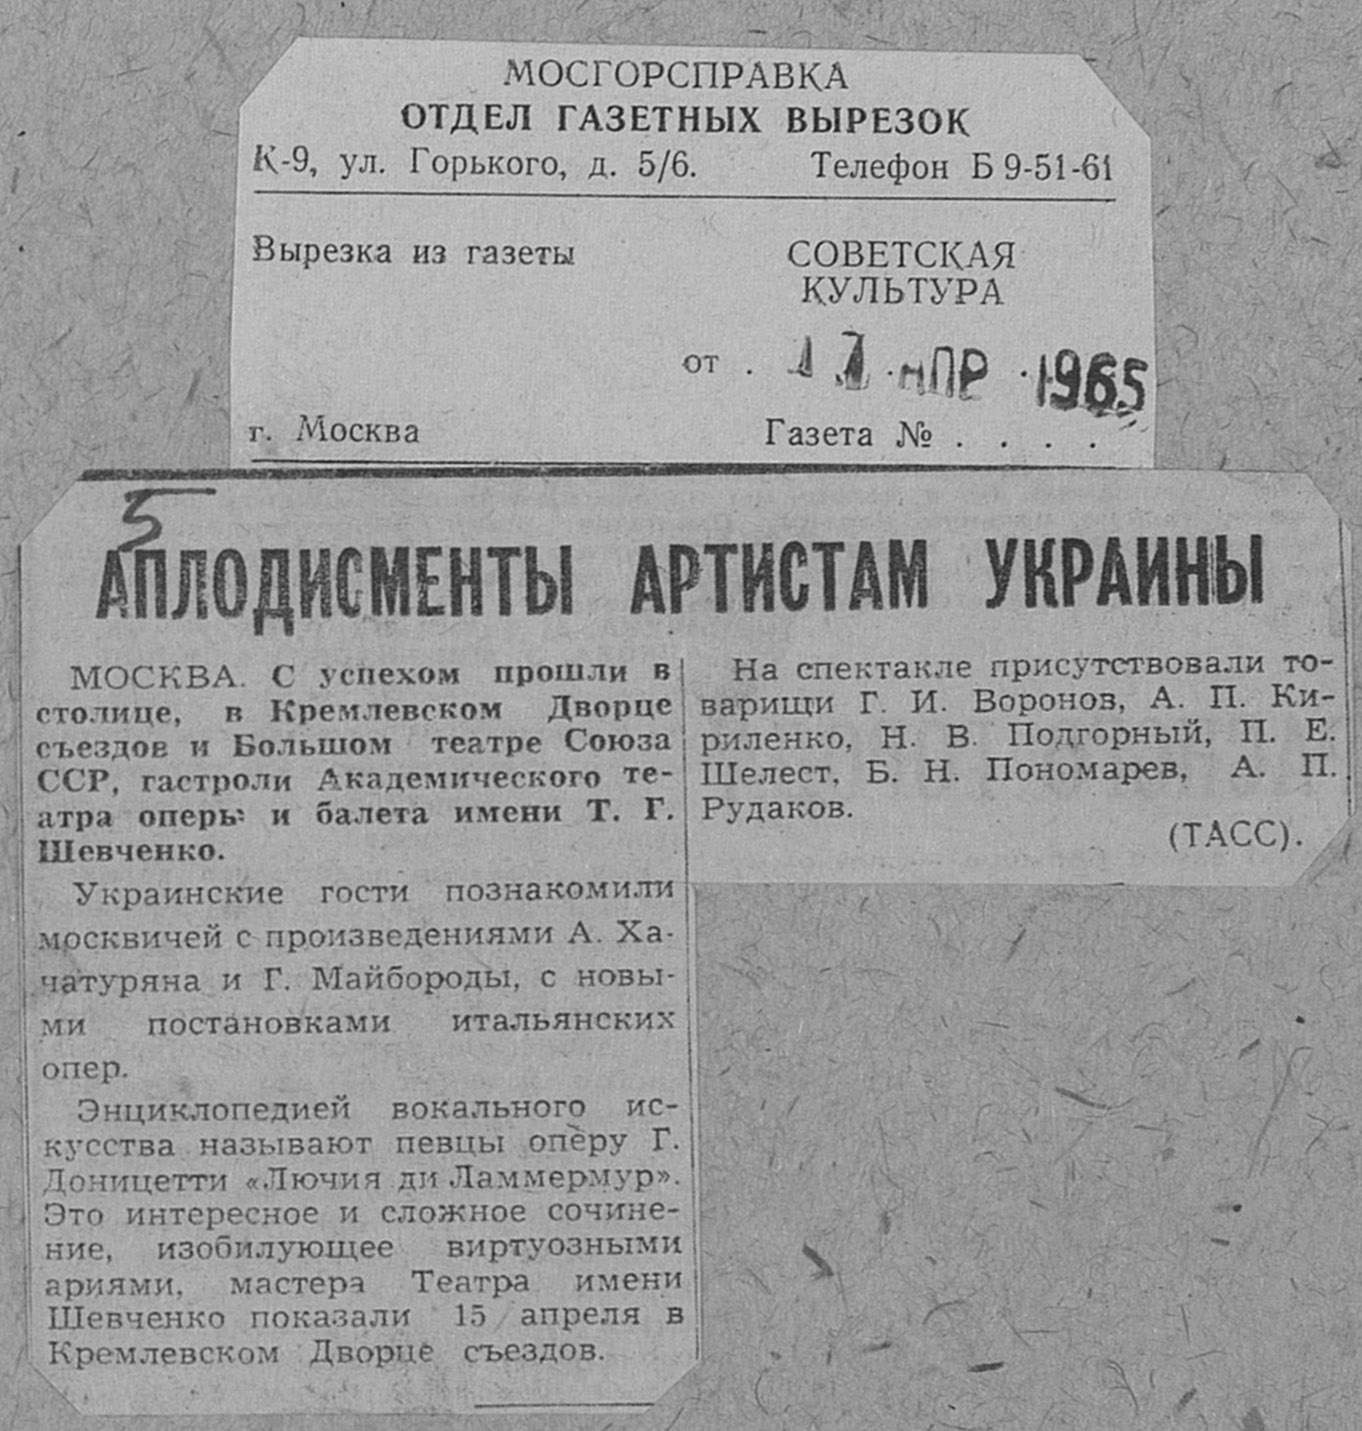 МОСГОРСПРАВКА
ОТДЕЛ ГАЗЕТНЫХ ВЫРЕЗОК
К-9, ул. Горького, д. 5/6. Телефон Б 9-51-61
Вырезка из газеты
СОВЕТСКАЯ
КУЛЬТУРА
от . 17 АПР 1965
г. Москва Газета № . . . .
5
АПЛОДИСМЕНТЫ АРТИСТАМ УКРАИНЫ
МОСКВА. С успехом прошли в
столице, в Кремлевском Дворце
съездов и Большом театре Союза
ССР, гастроли Академического те-
атра оперы и балета имени Т. Г.
Шевченко.
Украинские гости познакомили
москвичей с произведениями А. Ха-
чатуряна и Г. Майбороды, с новы-
ми постановками итальянских
опер.
Энциклопедией вокального ис-
кусства называют певцы оперу Г.
Доницетти «Лючия ди Ламмермур».
Это интересное и сложное сочине-
ние, изобилующее виртуозными
ариями, мастера Театра имени
Шевченко показали 15 апреля в
Кремлевском Дворце съездов.
На спектакле присутствовали то-
варищи Г. И. Воронов, А. П. Ки-
риленко, Н. В. Подгорный, П. Е.
Шелест, Б. Н. Пономарев, А. П.
Рудаков.
(ТАСС).